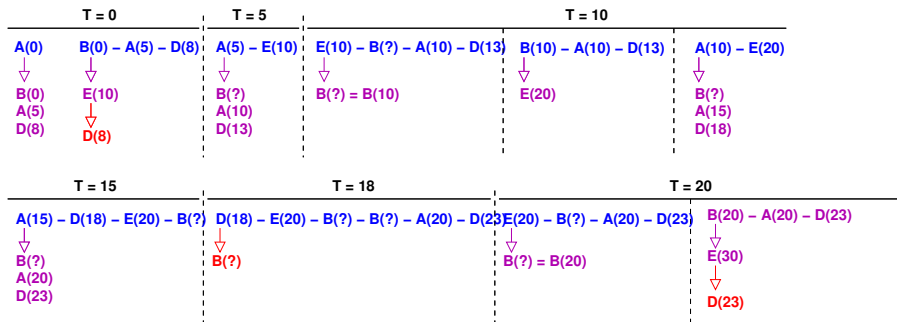 T = 0 T = 5 T = 10
A(0) B(0) – A(5) – D(8) A(5) – E(10) E(10) – B(?) – A(10) – D(13) B(10) – A(10) – D(13) A(10) – E(20)
B(0) E(10) B(?) B(?) = B(10) E(20) B(?)
A(5) A(10) A(15)
D(8) D(8) D(13) D(18)
T = 15 T = 18 T = 20
A(15) – D(18) – E(20) – B(?) D(18) – E(20) – B(?) – B(?) – A(20) – D(23) E(20) – B(?) – A(20) – D(23) B(20) – A(20) – D(23)
B(?) B(?) B(?) = B(20) E(30)
A(20)
D(23) D(23)